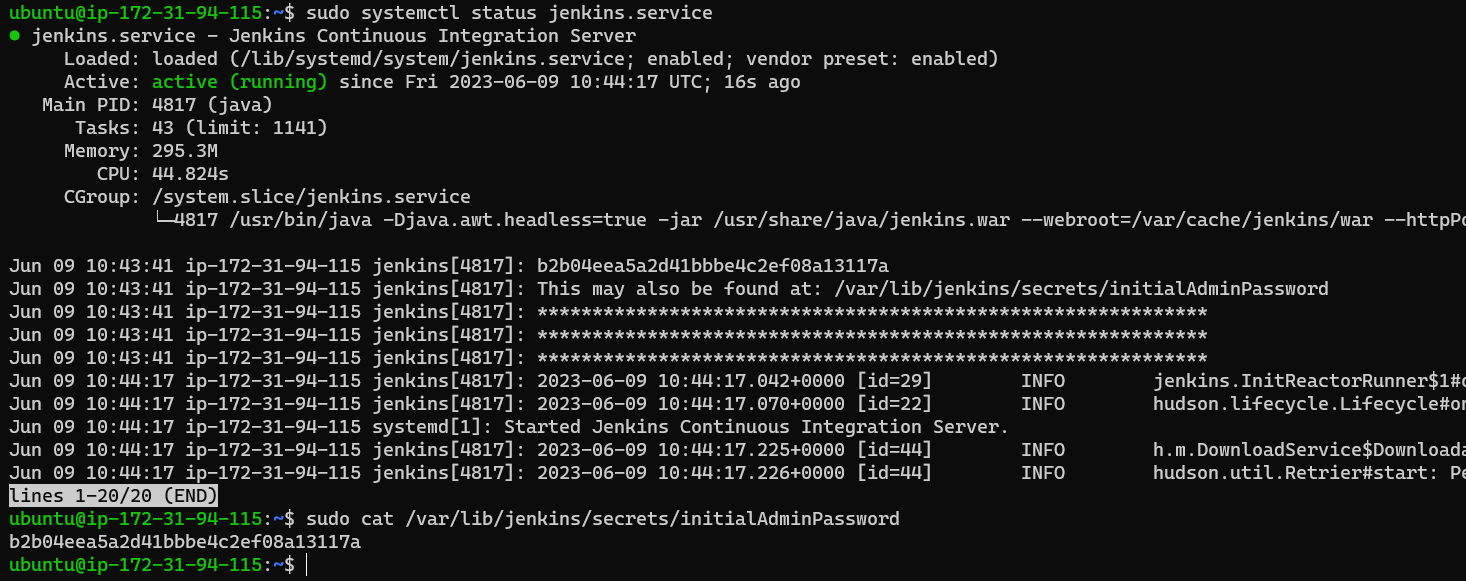 ubuntu@ip-172-31-94-115:~$ sudo systemctl status jenkins.service
● jenkins.service - Jenkins Continuous Integration Server
Loaded: loaded (/lib/systemd/system/jenkins.service; enabled; vendor preset: enabled)
Active: active (running) since Fri 2023-06-09 10:44:17 UTC; 16s ago
Main PID: 4817 (java)
Tasks: 43 (limit: 1141)
Memory: 295.3M
CPU: 44.824s
CGroup: /system.slice/jenkins.service
└─4817 /usr/bin/java -Djava.awt.headless=true -jar /usr/share/java/jenkins.war --webroot=/var/cache/jenkins/war --httpPo
Jun 09 10:43:41 ip-172-31-94-115 jenkins[4817]: b2b04eea5a2d41bbbe4c2ef08a13117a
Jun 09 10:43:41 ip-172-31-94-115 jenkins[4817]: This may also be found at: /var/lib/jenkins/secrets/initialAdminPassword
Jun 09 10:43:41 ip-172-31-94-115 jenkins[4817]: *************************************************************
Jun 09 10:43:41 ip-172-31-94-115 jenkins[4817]: *************************************************************
Jun 09 10:43:41 ip-172-31-94-115 jenkins[4817]: *************************************************************
Jun 09 10:44:17 ip-172-31-94-115 jenkins[4817]: 2023-06-09 10:44:17.042+0000 [id=29] INFO jenkins.InitReactorRunner$1#o
Jun 09 10:44:17 ip-172-31-94-115 jenkins[4817]: 2023-06-09 10:44:17.070+0000 [id=22] INFO hudson.lifecycle.Lifecycle#on
Jun 09 10:44:17 ip-172-31-94-115 systemd[1]: Started Jenkins Continuous Integration Server.
Jun 09 10:44:17 ip-172-31-94-115 jenkins[4817]: 2023-06-09 10:44:17.225+0000 [id=44] INFO h.m.DownloadService$Downloada
Jun 09 10:44:17 ip-172-31-94-115 jenkins[4817]: 2023-06-09 10:44:17.226+0000 [id=44] INFO hudson.util.Retrier#start: Pe
lines 1-20/20 (END)
ubuntu@ip-172-31-94-115:~$ sudo cat /var/lib/jenkins/secrets/initialAdminPassword
b2b04eea5a2d41bbbe4c2ef08a13117a
ubuntu@ip-172-31-94-115:~$